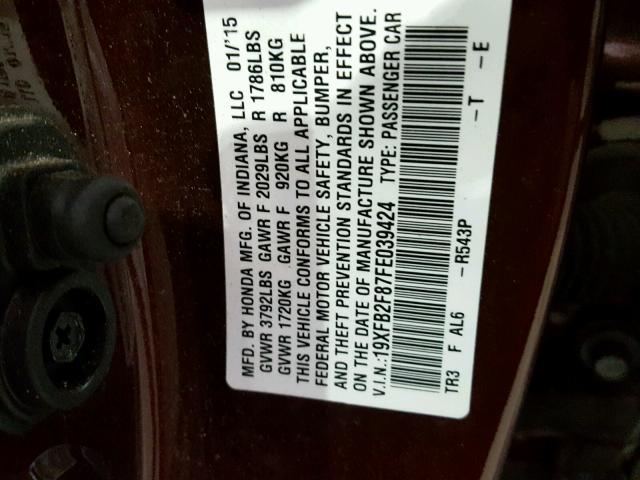 MFD. BY HONDA MFG. OF INDIANA, LLC 01/'15
GVWR 3792LBS GAWR F 2029LBS R 1786LBS
GVWR 1720KG GAWR F 920KG R 810KG
THIS VEHICLE CONFORMS TO ALL APPLICABLE
FEDERAL MOTOR VEHICLE SAFETY, BUMPER,
AND THEFT PREVENTION STANDARDS IN EFFECT
ON THE DATE OF MANUFACTURE SHOWN ABOVE.
V.I.N.:19XFB2F87FE039424 TYPE: PASSENGER CAR
TR3 F AL6 -R543P -T -E